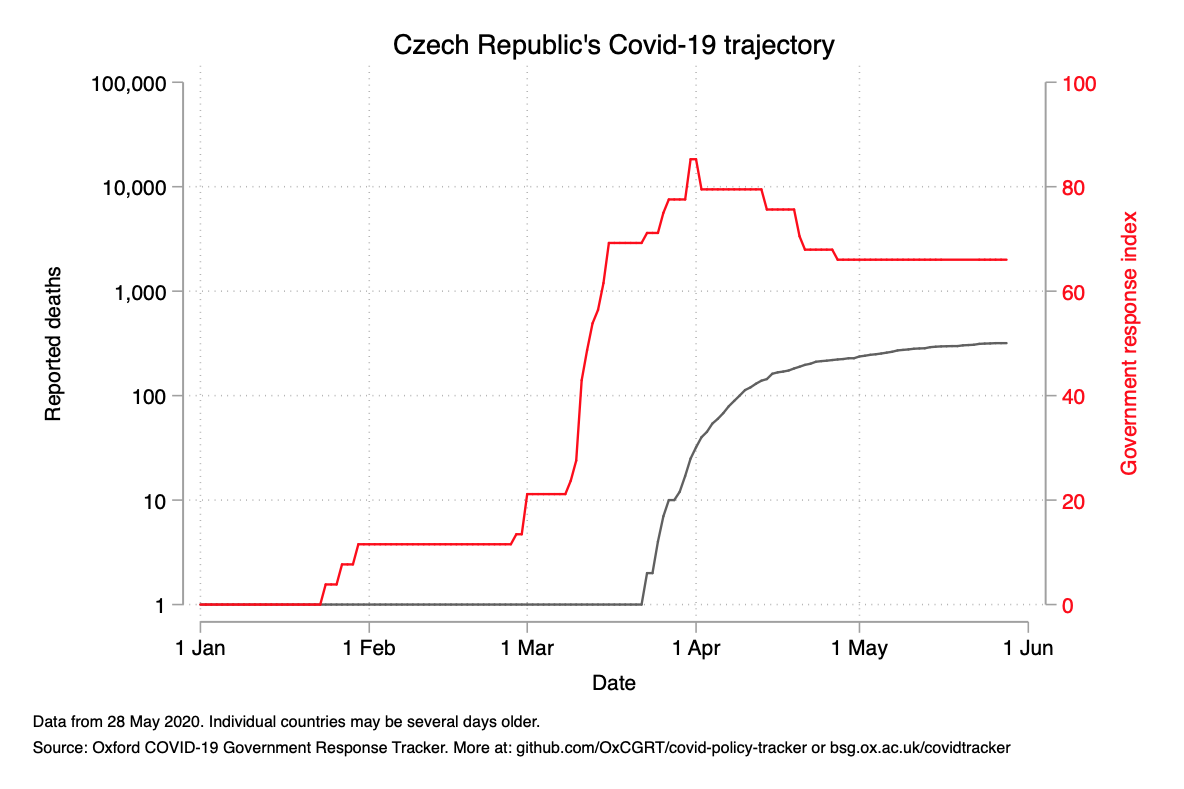 Czech Republic's Covid-19 trajectory
100,000
10,000
1,000
100
10
1
Reported deaths
100
80
60
40
20
0
Government response index
1 Jan
1 Feb
1 Mar
1 Apr
1 May
1 Jun
Date
Data from 28 May 2020. Individual countries may be several days older.
Source: Oxford COVID-19 Government Response Tracker. More at: github.com/OxCGRT/covid-policy-tracker or bsg.ox.ac.uk/covidtracker